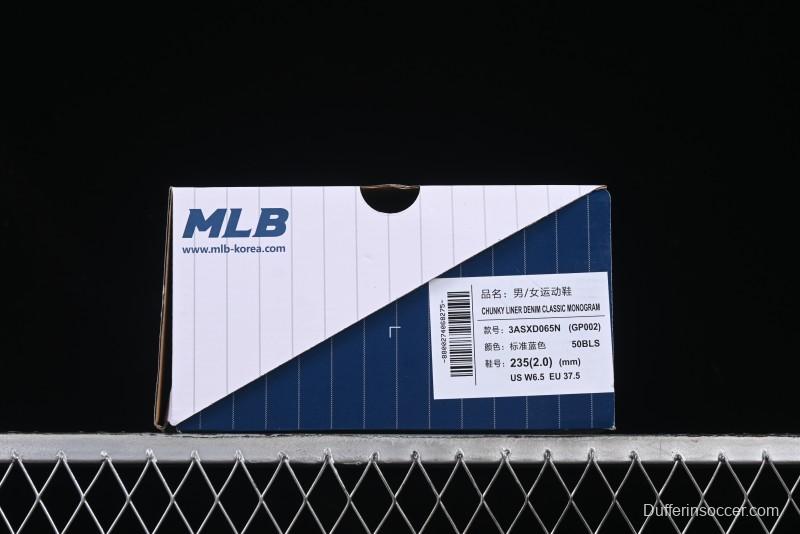 MLB
www.mlb-korea.com
品名: 男/女运动鞋
CHUNKY LINER DENIM CLASSIC MONOGRAM
款号: 3ASXD065N (GP002)
颜色: 标准蓝色 50BLS
鞋号: 235(2.0) (mm)
US W6.5 EU 37.5
-8800274068275-
Dufferinsoccer.com